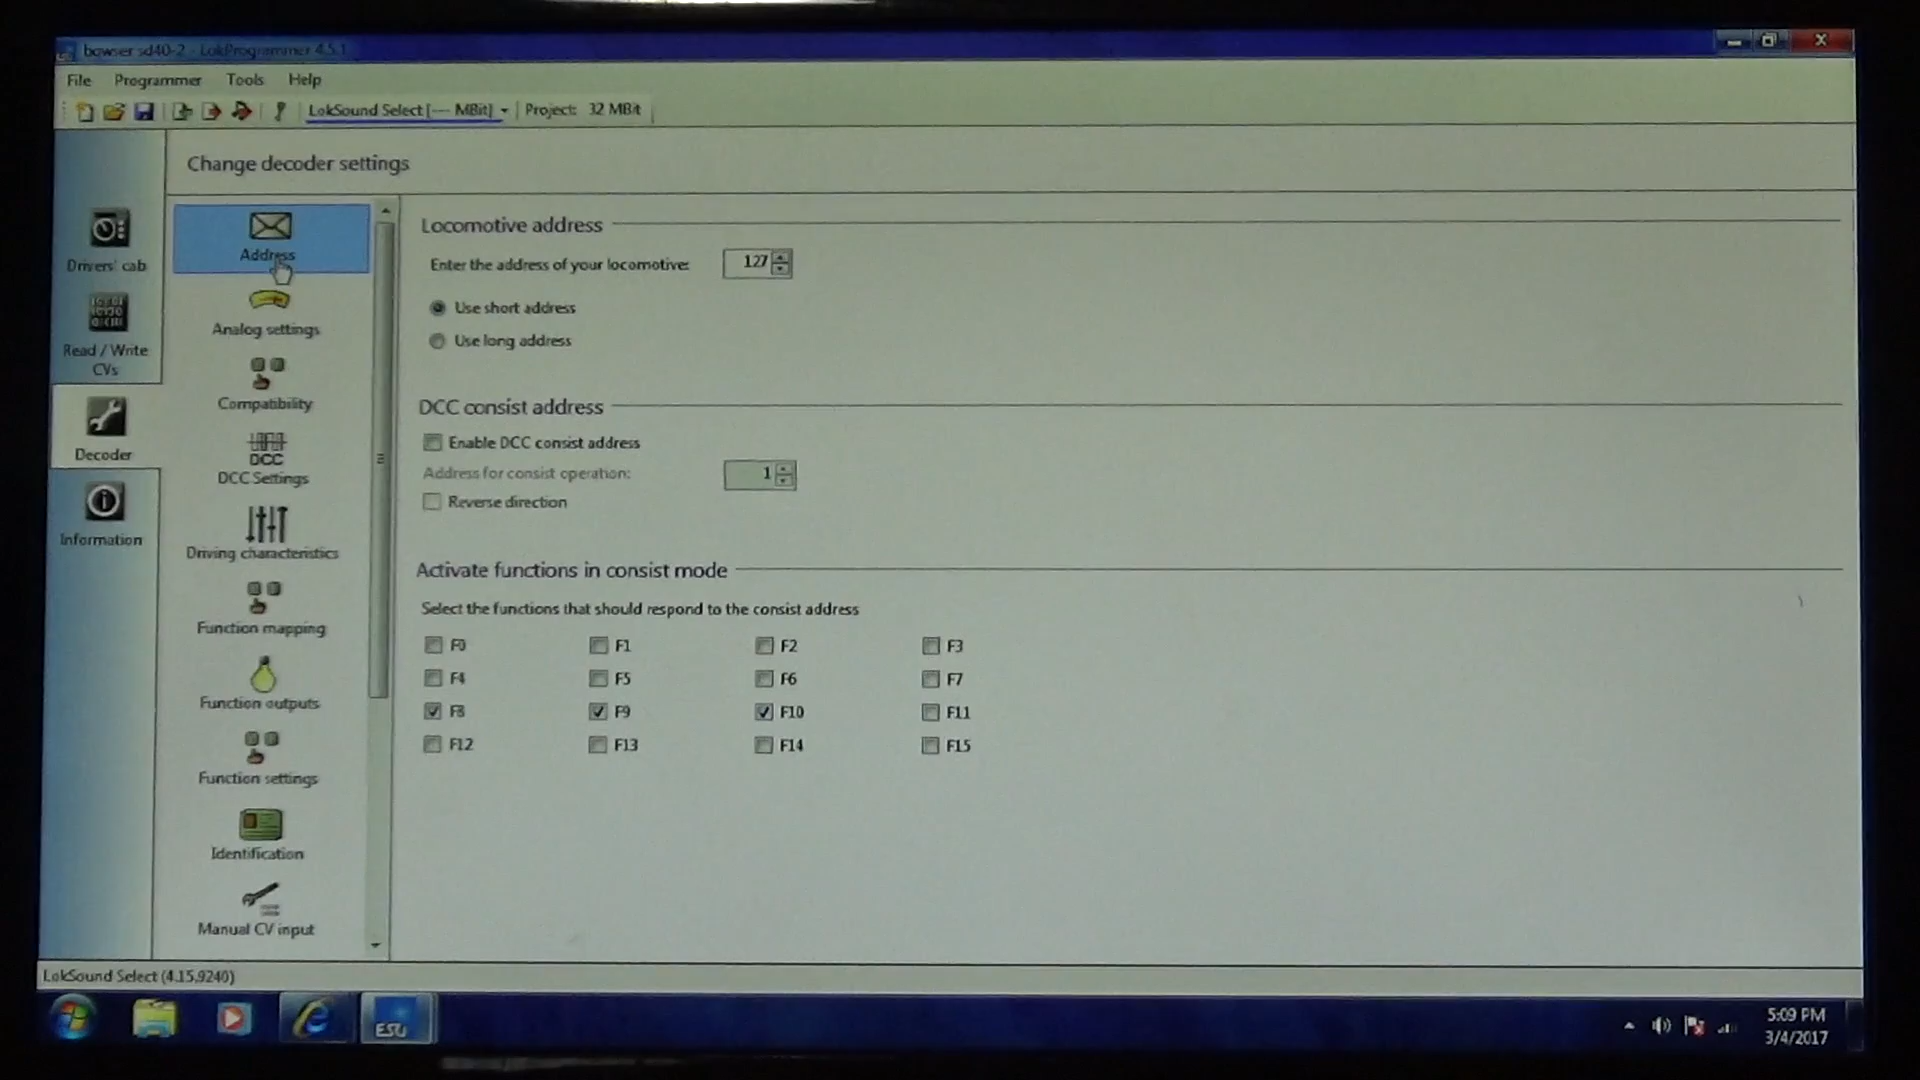 bowser sd40-2 - LokProgrammer 4.5.1
File Programmer Tools Help
LokSound Select [--- MBit] Project: 32 MBit
Change decoder settings
Drivers' cab
Read / Write
CVs
Decoder
Information
Address
Analog settings
Compatibility
DCC
DCC Settings
Driving characteristics
Function mapping
Function outputs
Function settings
Identification
Manual CV input
Locomotive address
Enter the address of your locomotive: 127
Use short address
Use long address
DCC consist address
Enable DCC consist address
Address for consist operation: 1
Reverse direction
Activate functions in consist mode
Select the functions that should respond to the consist address
F0 F1 F2 F3
F4 F5 F6 F7
F8 F9 F10 F11
F12 F13 F14 F15
LokSound Select (4.15.9240)
ESU
5:09 PM
3/4/2017